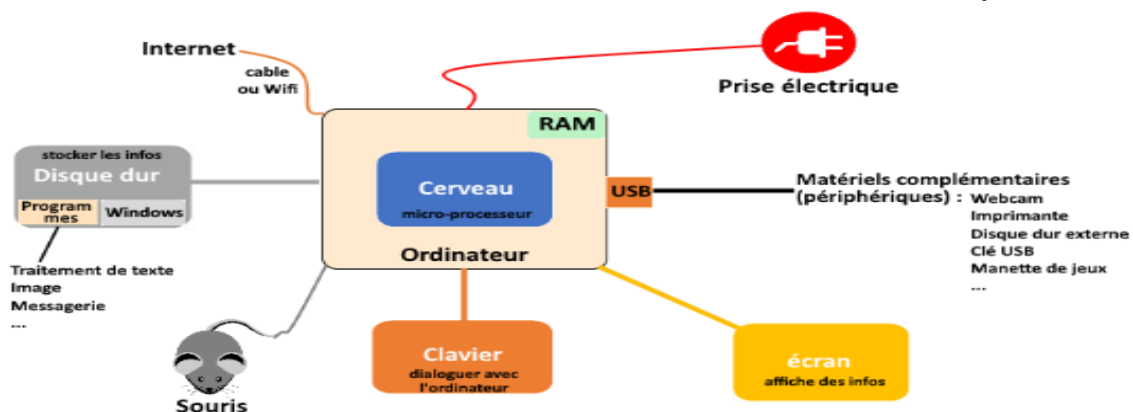 Internet
cable
ou Wifi
Prise électrique
RAM
stocker les infos
Disque dur
Program
mes
Windows
Cerveau
micro-processeur
USB
Ordinateur
Matériels complémentaires
(périphériques) :
Webcam
Imprimante
Disque dur externe
Clé USB
Manette de jeux
...
Traitement de texte
Image
Messagerie
...
Souris
Clavier
dialoguer avec
l'ordinateur
écran
affiche des infos